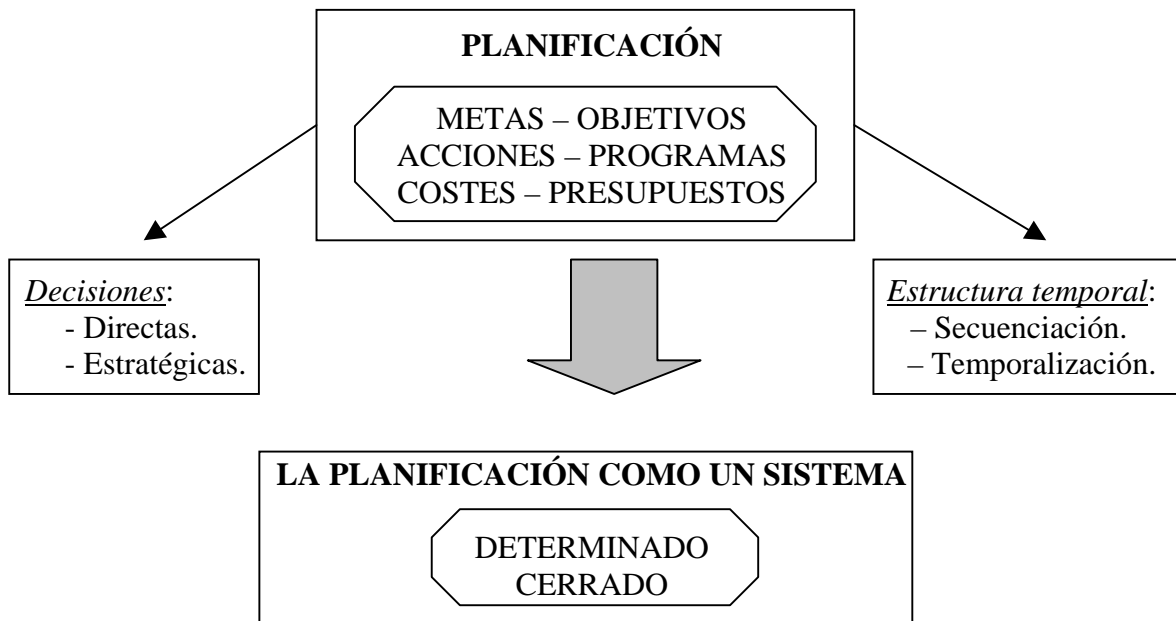 PLANIFICACIÓN
METAS – OBJETIVOS
ACCIONES – PROGRAMAS
COSTES – PRESUPUESTOS
Decisiones:
- Directas.
- Estratégicas.
Estructura temporal:
– Secuenciación.
– Temporalización.
LA PLANIFICACIÓN COMO UN SISTEMA
DETERMINADO
CERRADO